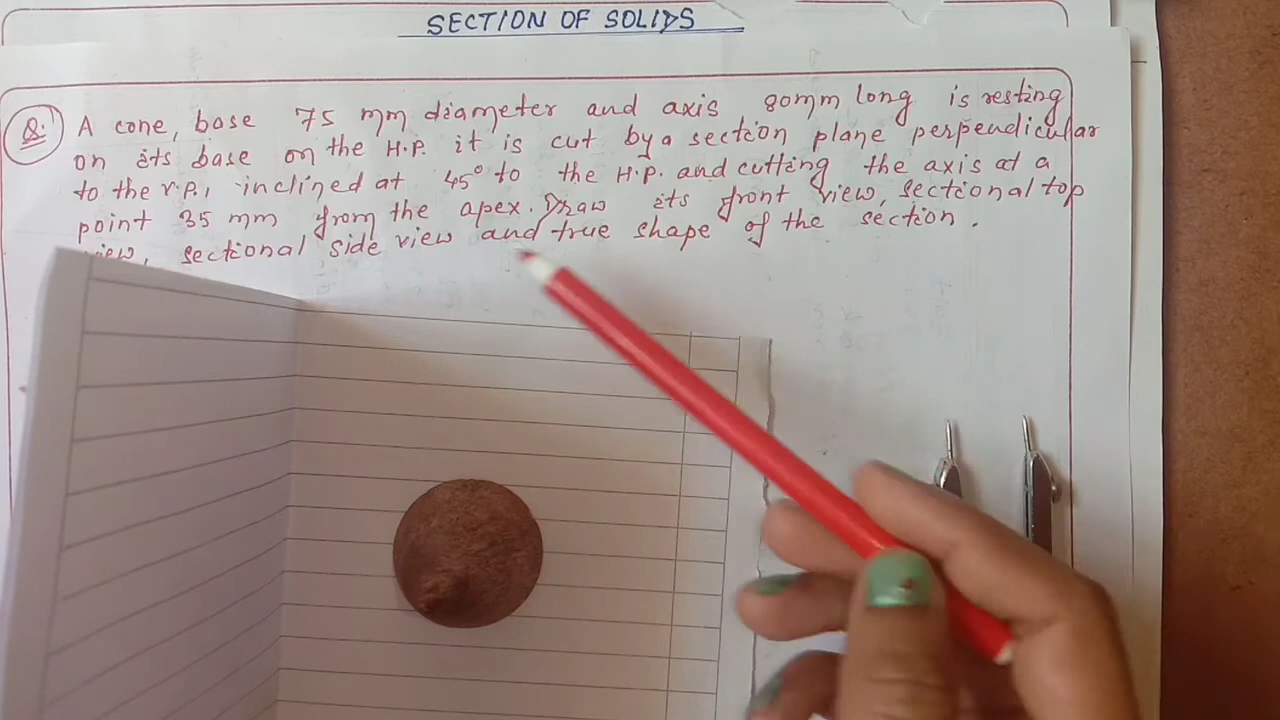 SECTION OF SOLIDS
Q. A cone, base 75 mm diameter and axis 80mm long is resting
on its base on the H.P. it is cut by a section plane perpendicular
to the V.P., inclined at 45° to the H.P. and cutting the axis at a
point 35 mm from the apex. Draw its front view, sectional top
view, sectional side view and true shape of the section.